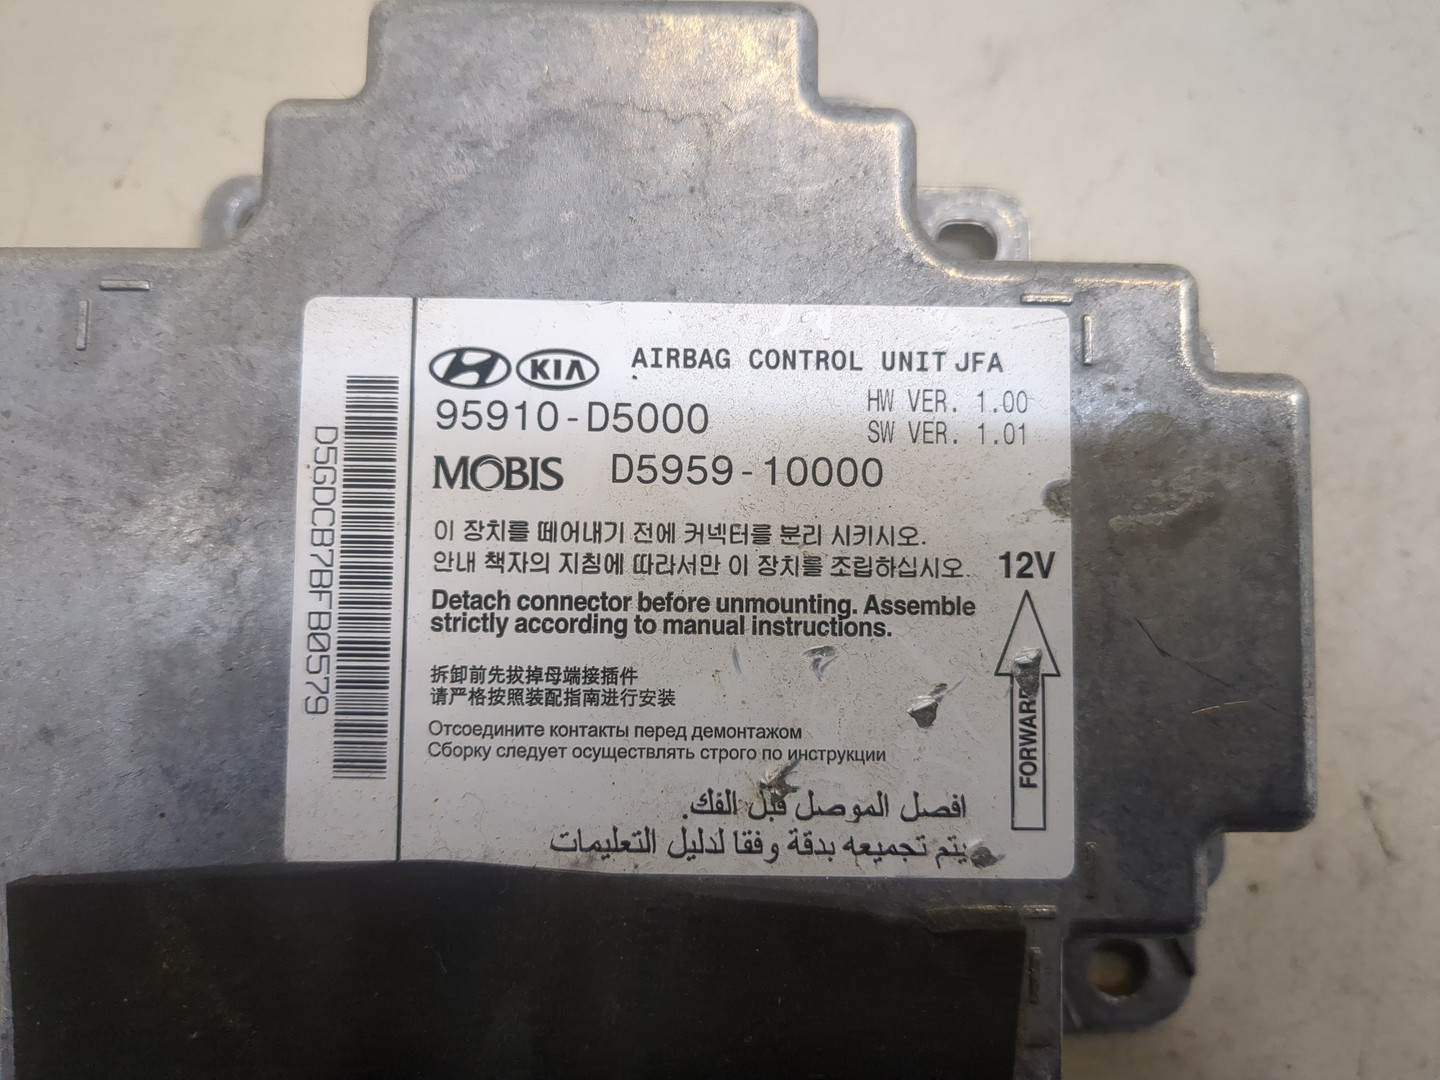 KIA AIRBAG CONTROL UNIT JFA
95910-D5000
HW VER. 1.00
SW VER. 1.01
MOBIS D5959-10000
이 장치를 떼어내기 전에 커넥터를 분리 시키시오.
안내 책자의 지침에 따라서만 이 장치를 조립하십시오.
12V
Detach connector before unmounting. Assemble
strictly according to manual instructions.
拆卸前先拔掉母端接插件
请严格按照装配指南进行安装
Отсоедините контакты перед демонтажом
Сборку следует осуществлять строго по инструкции
افصل الموصل قبل الفك.
يتم تجميعه بدقة وفقا لدليل التعليمات
FORWARD
D5GDCB7BFB0579